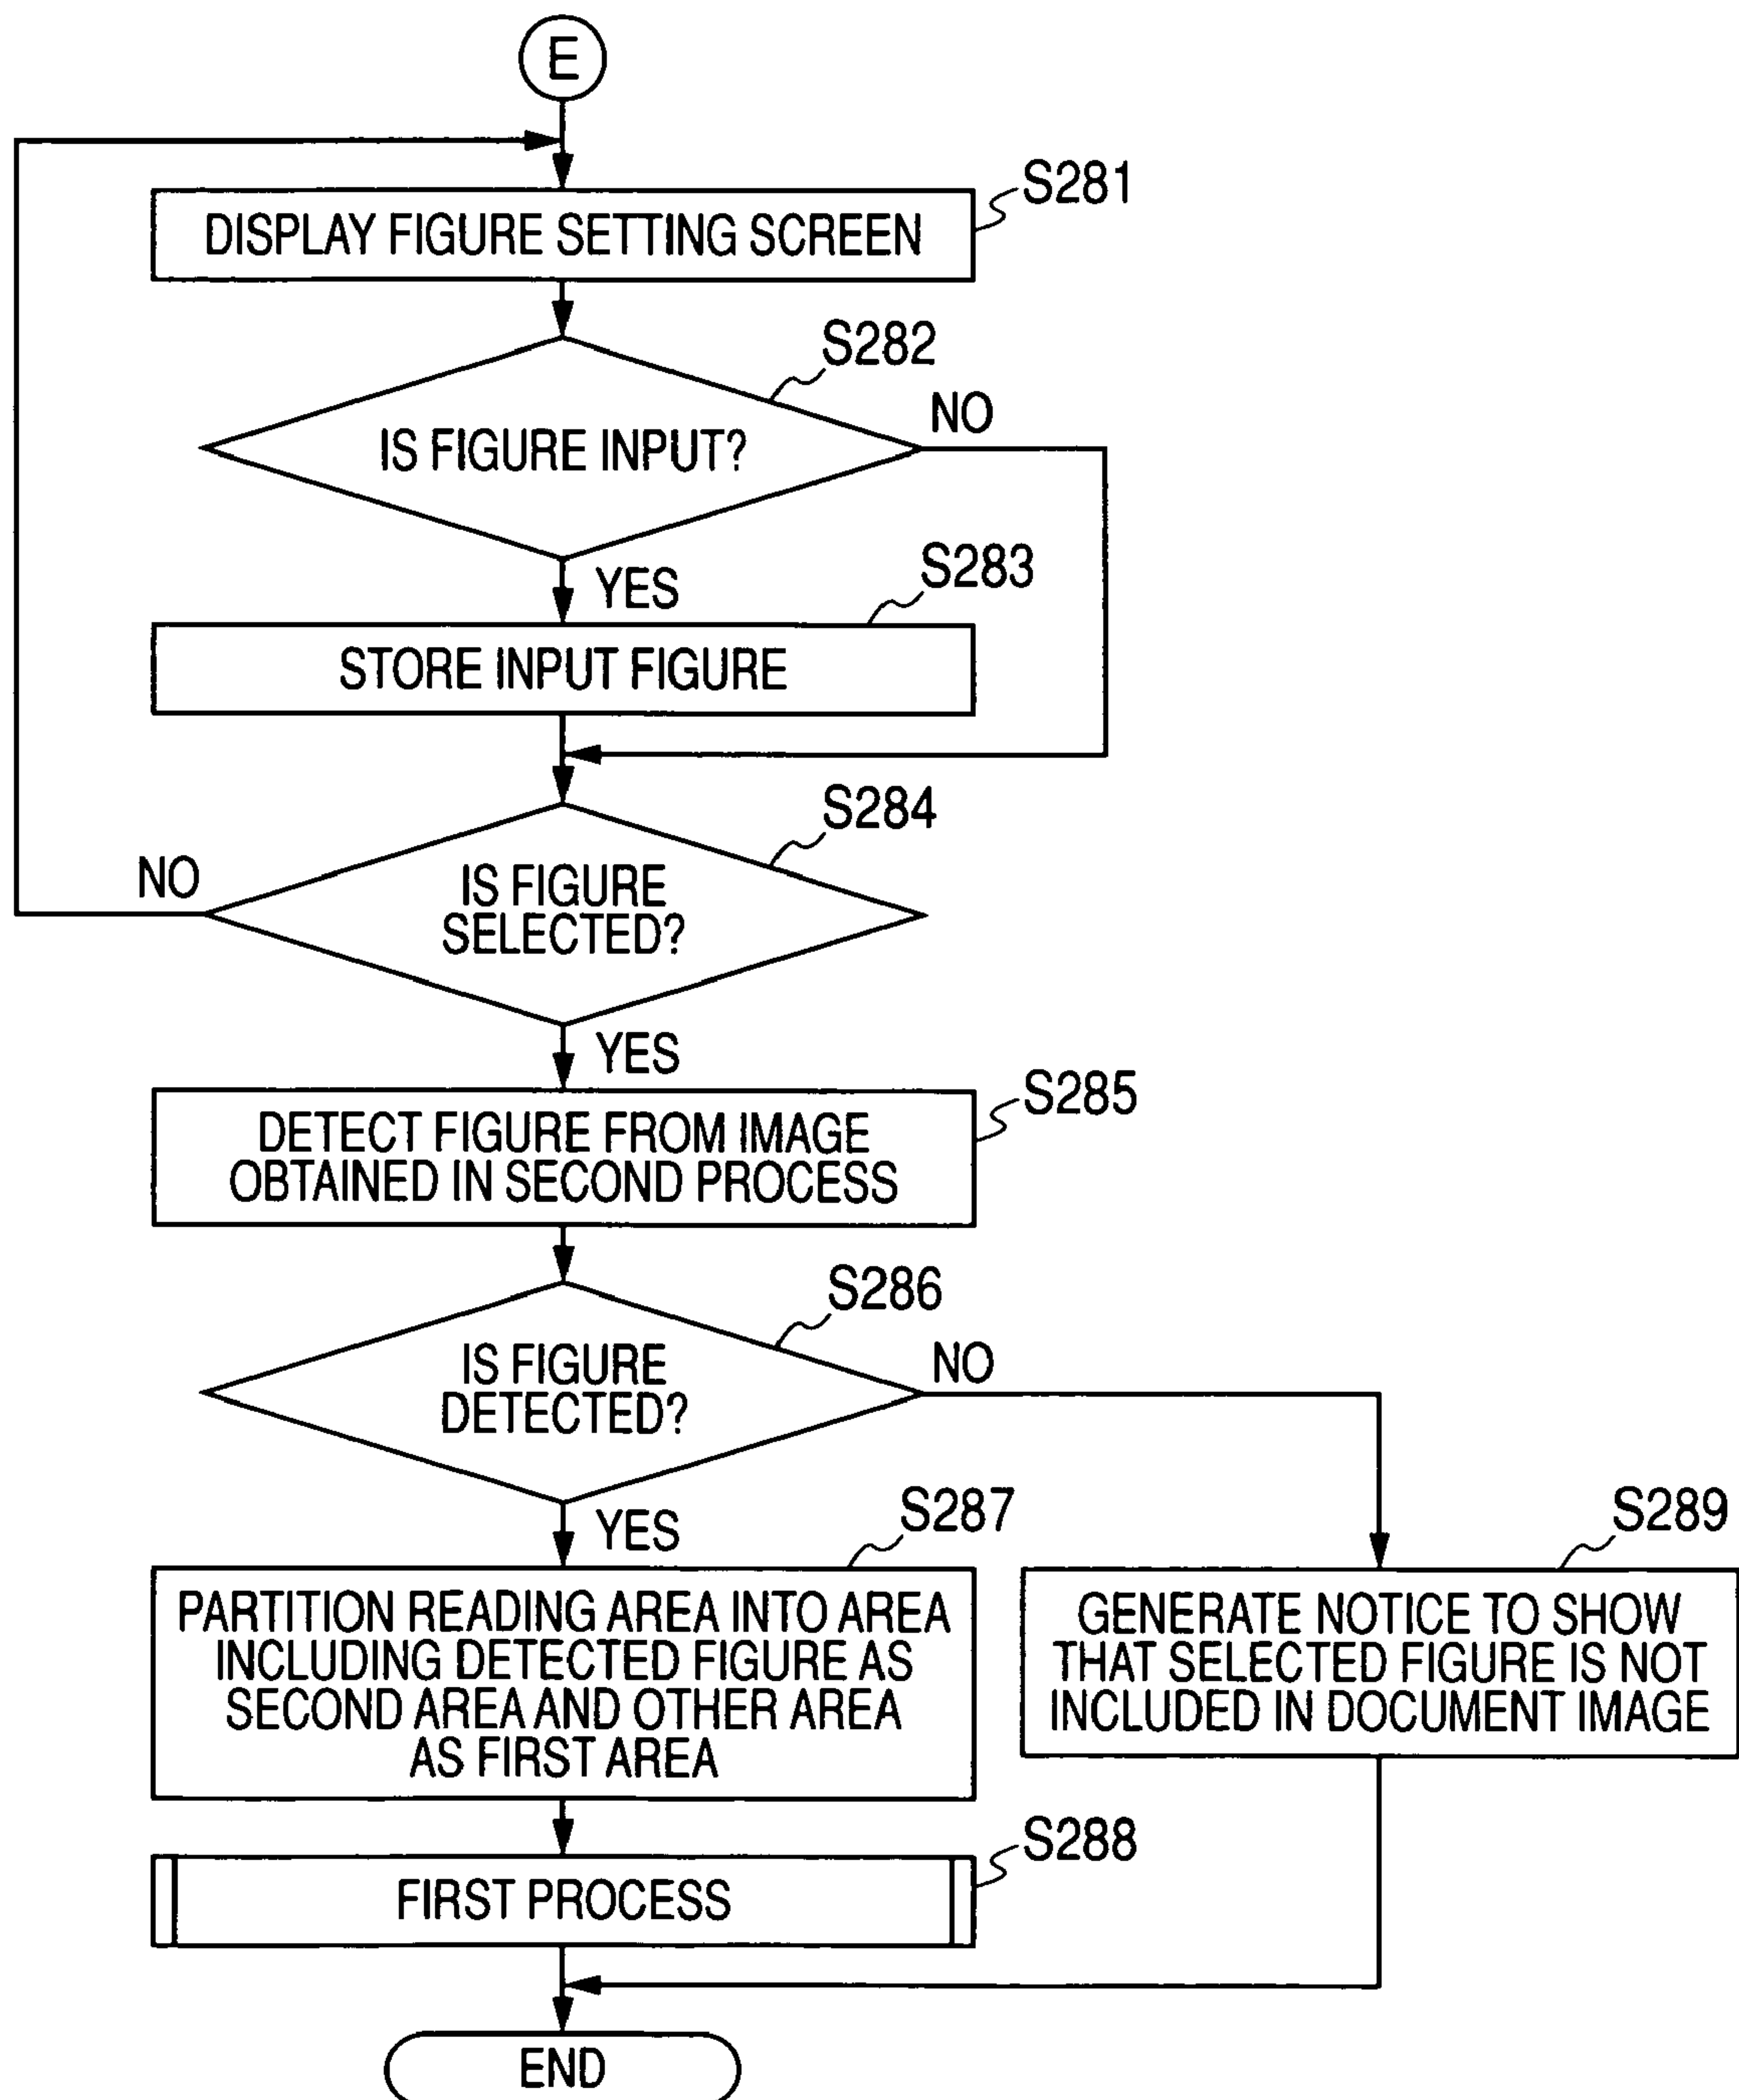 E
S281
DISPLAY FIGURE SETTING SCREEN
S282
IS FIGURE INPUT?
NO
YES
S283
STORE INPUT FIGURE
S284
NO
IS FIGURE
SELECTED?
YES
S285
DETECT FIGURE FROM IMAGE
OBTAINED IN SECOND PROCESS
S286
IS FIGURE
DETECTED?
NO
YES
S287
PARTITION READING AREA INTO AREA
INCLUDING DETECTED FIGURE AS
SECOND AREA AND OTHER AREA
AS FIRST AREA
S289
GENERATE NOTICE TO SHOW
THAT SELECTED FIGURE IS NOT
INCLUDED IN DOCUMENT IMAGE
S288
FIRST PROCESS
END